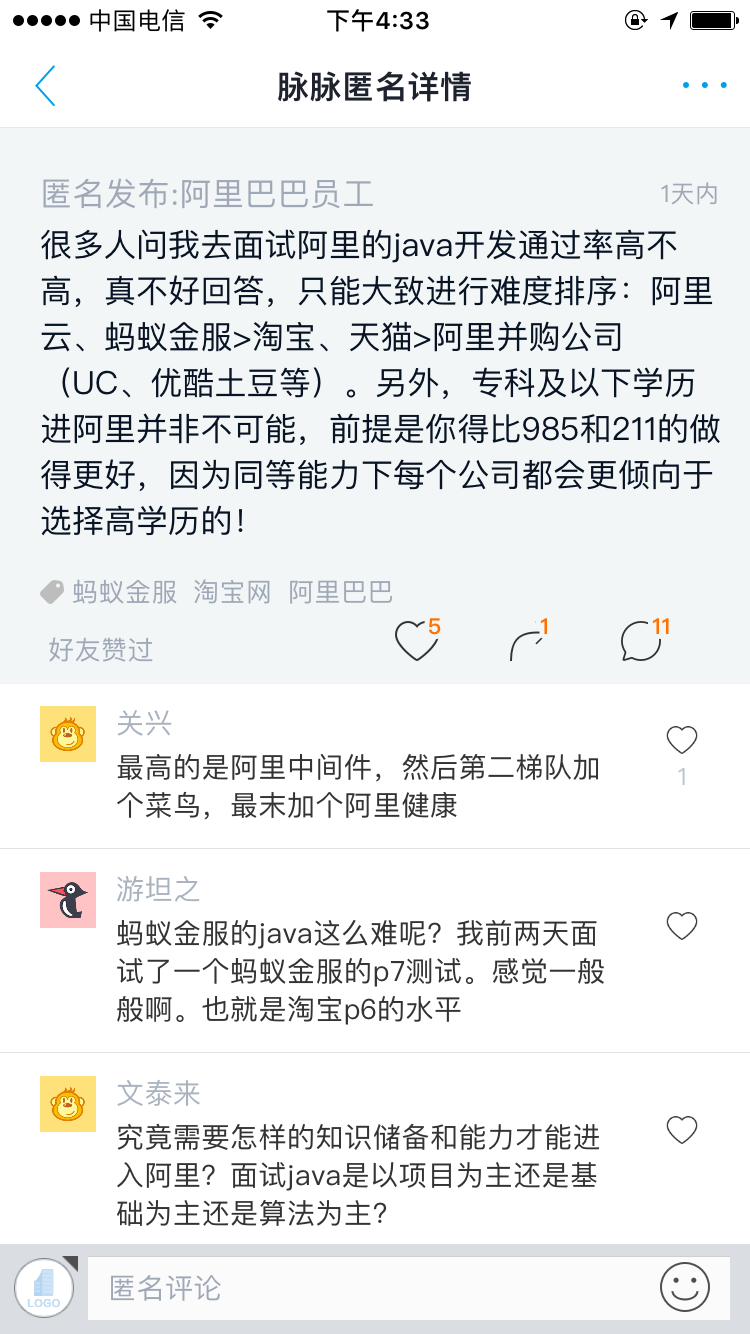 中国电信
下午4:33
脉脉匿名详情
匿名发布:阿里巴巴员工
1天内
很多人问我去面试阿里的java开发通过率高不
高，真不好回答，只能大致进行难度排序：阿里
云、蚂蚁金服>淘宝、天猫>阿里并购公司
（UC、优酷土豆等）。另外，专科及以下学历
进阿里并非不可能，前提是你得比985和211的做
得更好，因为同等能力下每个公司都会更倾向于
选择高学历的！
蚂蚁金服 淘宝网 阿里巴巴
好友赞过
5
1
11
关兴
最高的是阿里中间件，然后第二梯队加
个菜鸟，最末加个阿里健康
1
游坦之
蚂蚁金服的java这么难呢？我前两天面
试了一个蚂蚁金服的p7测试。感觉一般
般啊。也就是淘宝p6的水平
文泰来
究竟需要怎样的知识储备和能力才能进
入阿里？面试java是以项目为主还是基
础为主还是算法为主？
LOGO
匿名评论